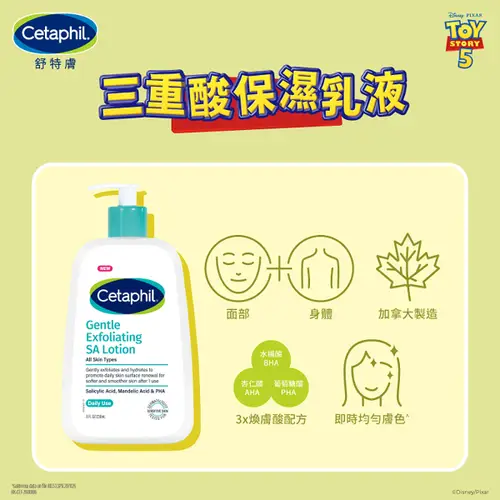 Cetaphil.
舒特膚
Disney · PIXAR
TOY
STORY
5
三重酸保濕乳液
NEW
Cetaphil.
Gentle
Exfoliating
SA Lotion
All Skin Types
Gently exfoliates and hydrates to
promote daily skin surface renewal for
softer and smoother skin after 1 use
Salicylic Acid, Mandelic Acid & PHA
Daily Use
SENSITIVE SKIN
面部
身體
加拿大製造
水楊酸
BHA
杏仁酸
AHA
葡萄糖酸
PHA
3x煥膚酸配方
即時均勻膚色^
©Disney/Pixar